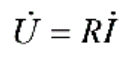 U̇ = Rİ